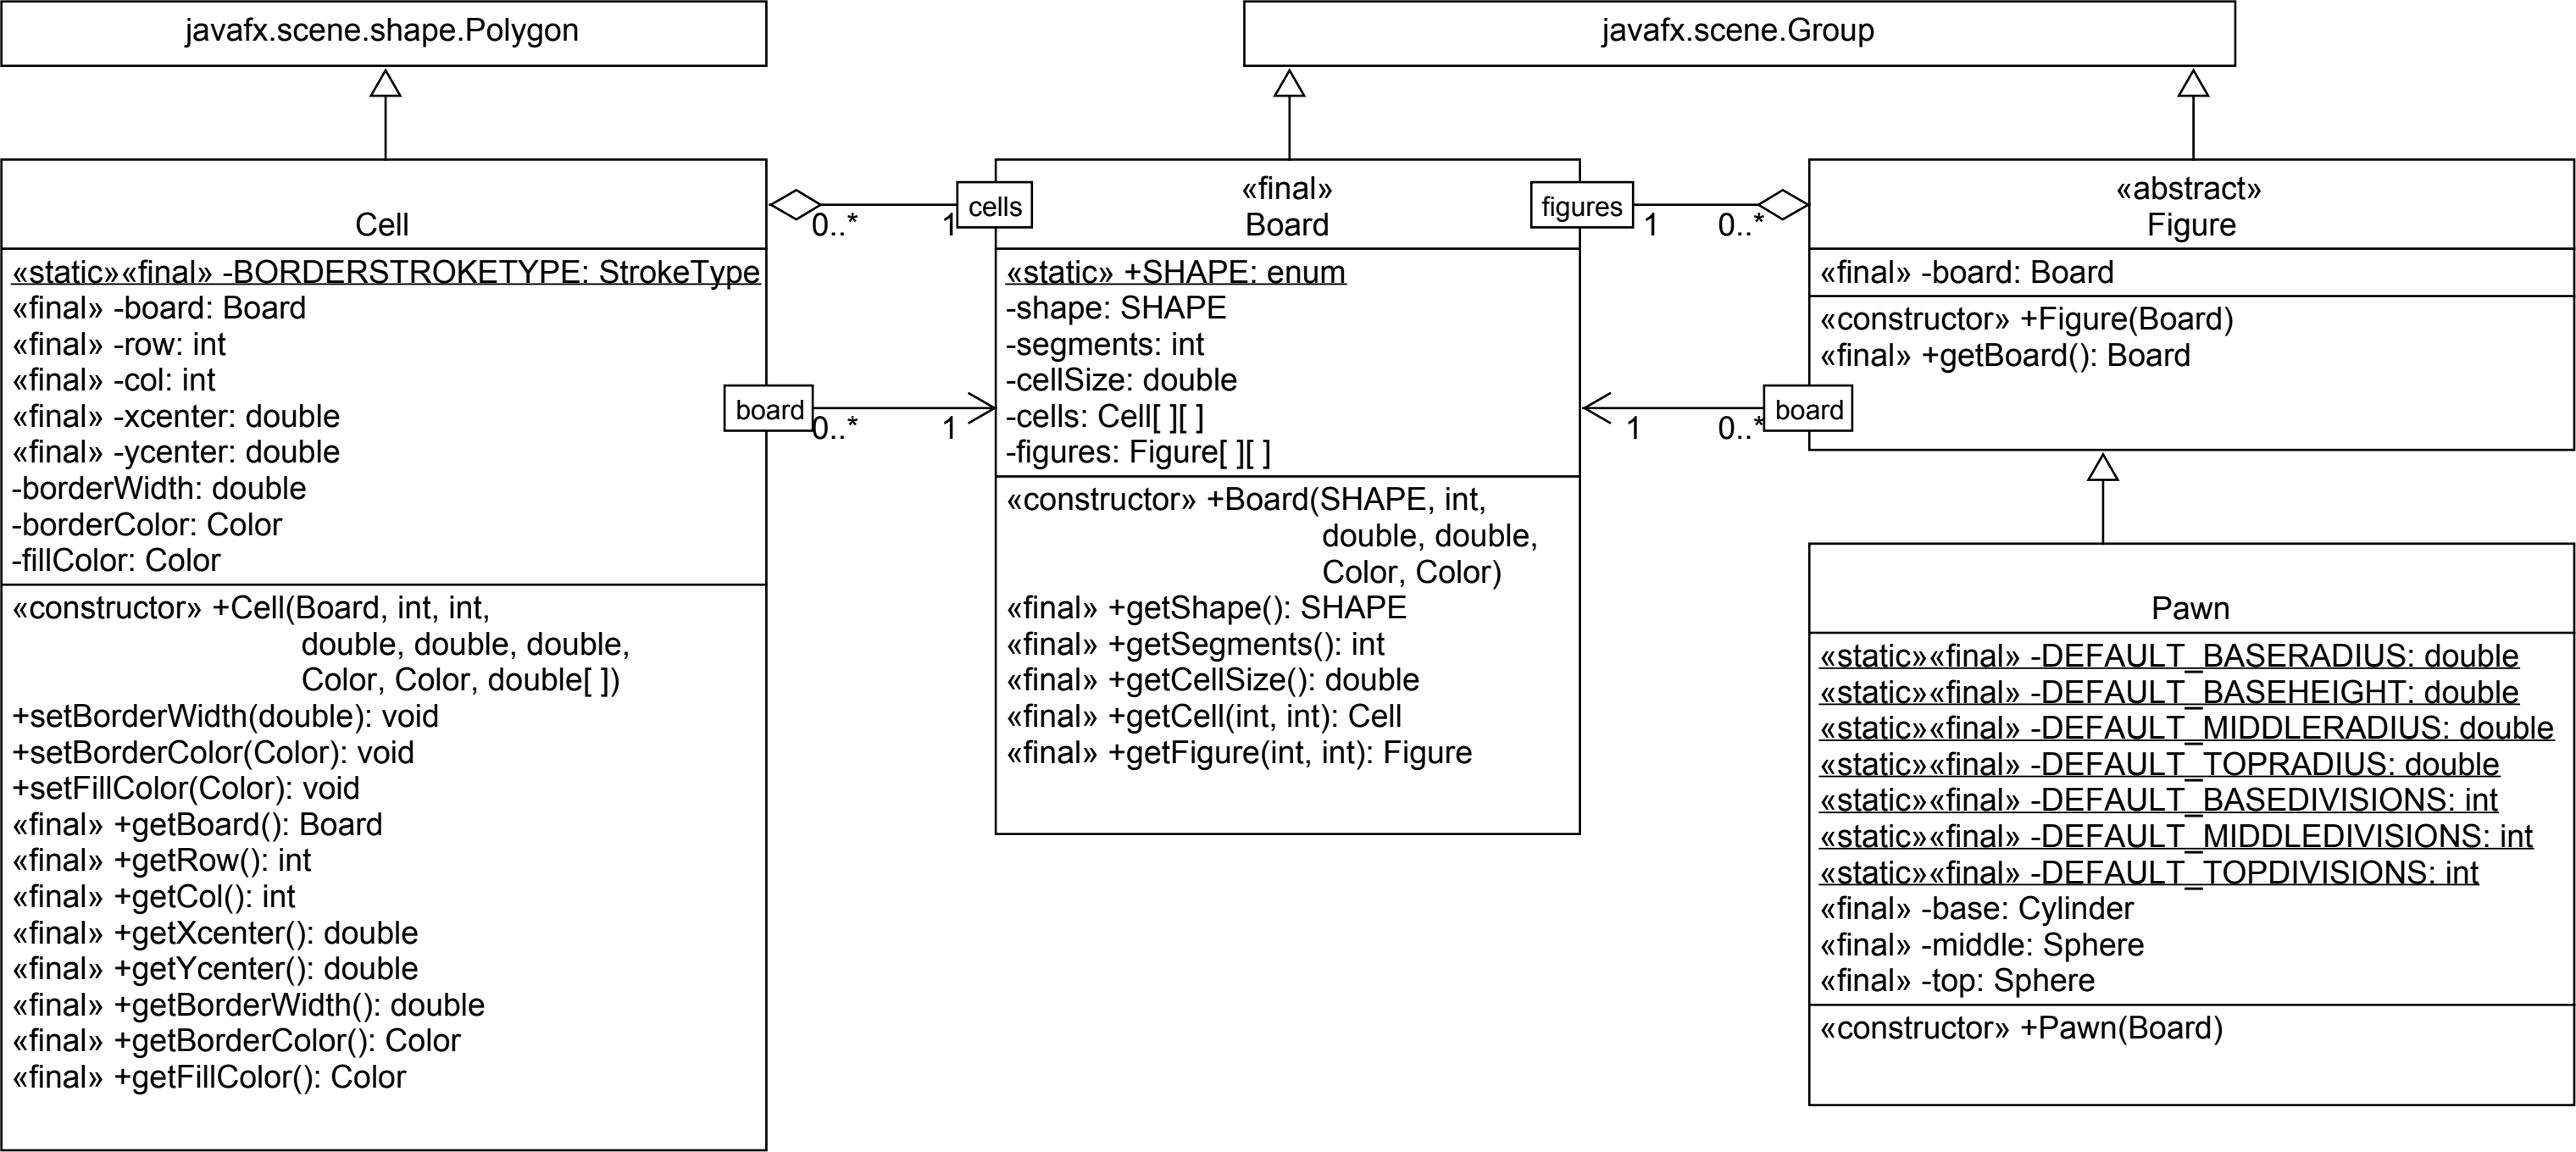 javafx.scene.shape.Polygon
javafx.scene.Group
Cell
«static»«final» -BORDERSTROKETYPE: StrokeType
«final» -board: Board
«final» -row: int
«final» -col: int
«final» -xcenter: double
«final» -ycenter: double
-borderWidth: double
-borderColor: Color
-fillColor: Color
«constructor» +Cell(Board, int, int,
double, double, double,
Color, Color, double[ ])
+setBorderWidth(double): void
+setBorderColor(Color): void
+setFillColor(Color): void
«final» +getBoard(): Board
«final» +getRow(): int
«final» +getCol(): int
«final» +getXcenter(): double
«final» +getYcenter(): double
«final» +getBorderWidth(): double
«final» +getBorderColor(): Color
«final» +getFillColor(): Color
0..*
1
cells
board
0..*
1
«final»
Board
«static» +SHAPE: enum
-shape: SHAPE
-segments: int
-cellSize: double
-cells: Cell[ ][ ]
-figures: Figure[ ][ ]
«constructor» +Board(SHAPE, int,
double, double,
Color, Color)
«final» +getShape(): SHAPE
«final» +getSegments(): int
«final» +getCellSize(): double
«final» +getCell(int, int): Cell
«final» +getFigure(int, int): Figure
figures
1
0..*
1
0..*
board
«abstract»
Figure
«final» -board: Board
«constructor» +Figure(Board)
«final» +getBoard(): Board
Pawn
«static»«final» -DEFAULT_BASERADIUS: double
«static»«final» -DEFAULT_BASEHEIGHT: double
«static»«final» -DEFAULT_MIDDLERADIUS: double
«static»«final» -DEFAULT_TOPRADIUS: double
«static»«final» -DEFAULT_BASEDIVISIONS: int
«static»«final» -DEFAULT_MIDDLEDIVISIONS: int
«static»«final» -DEFAULT_TOPDIVISIONS: int
«final» -base: Cylinder
«final» -middle: Sphere
«final» -top: Sphere
«constructor» +Pawn(Board)